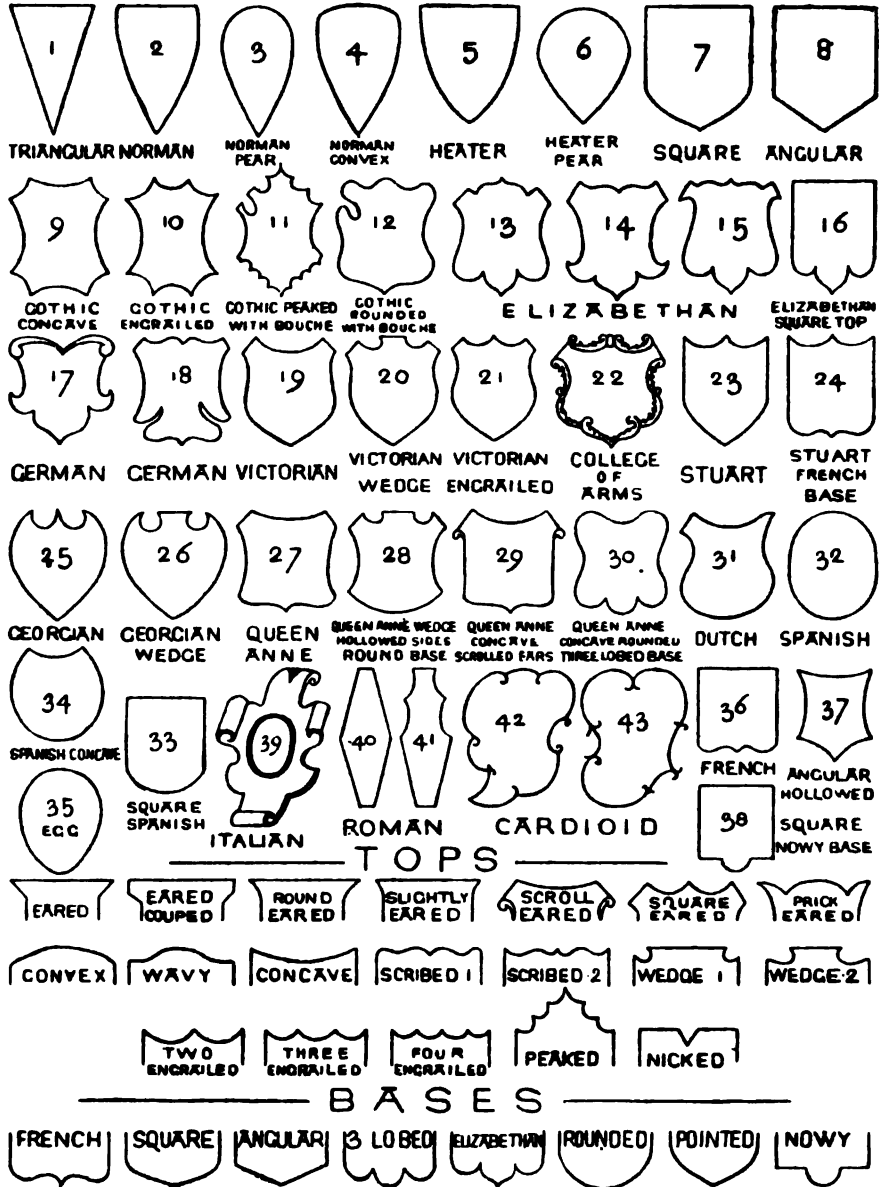 1 2 3 4 5 6 7 8
TRIANGULAR NORMAN NORMAN PEAR NORMAN CONVEX HEATER HEATER PEAR SQUARE ANGULAR
9 10 11 12 13 14 15 16
GOTHIC CONCAVE
GOTHIC ENGRAILED
GOTHIC PEAKED WITH BOUCHE
GOTHIC ROUNDED WITH BOUCHE
ELIZABETHAN
ELIZABETHAN SQUARE TOP
17 18 19 20 21 22 23 24
GERMAN GERMAN VICTORIAN
VICTORIAN WEDGE
VICTORIAN ENGRAILED
COLLEGE OF ARMS
STUART
STUART FRENCH BASE
25 26 27 28 29 30. 31 32
GEORGIAN
GEORGIAN WEDGE
QUEEN ANNE
QUEEN ANNE WEDGE HOLLOWED SIDES ROUND BASE
QUEEN ANNE CONCAVE SCROLLED EARS
QUEEN ANNE CONCAVE ROUNDED THREE LOBED BASE
DUTCH SPANISH
34 33 39 40 41 42 43 36 37
SPANISH CONCAVE
35
EGG
SQUARE SPANISH
ITALIAN
ROMAN
CARDIOID
FRENCH
ANGULAR HOLLOWED
38
SQUARE NOWY BASE
TOPS
EARED
EARED COUPED
ROUND EARED
SLIGHTLY EARED
SCROLL EARED
SQUARE EARED
PRICK EARED
CONVEX WAVY CONCAVE SCRIBED 1 SCRIBED·2 WEDGE 1 WEDGE·2
TWO ENGRAILED
THREE ENGRAILED
FOUR ENGRAILED
PEAKED
NICKED
BASES
FRENCH SQUARE ANGULAR 3 LOBED ELIZABETHAN ROUNDED POINTED NOWY